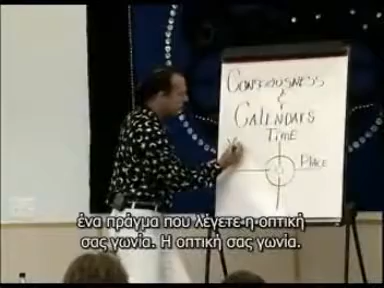 CONSCIOUSNESS
&
CALENDARS
TIME
PLACE
ένα πράγμα που λέγετε η οπτική
σας γωνία. Η οπτική σας γωνία.